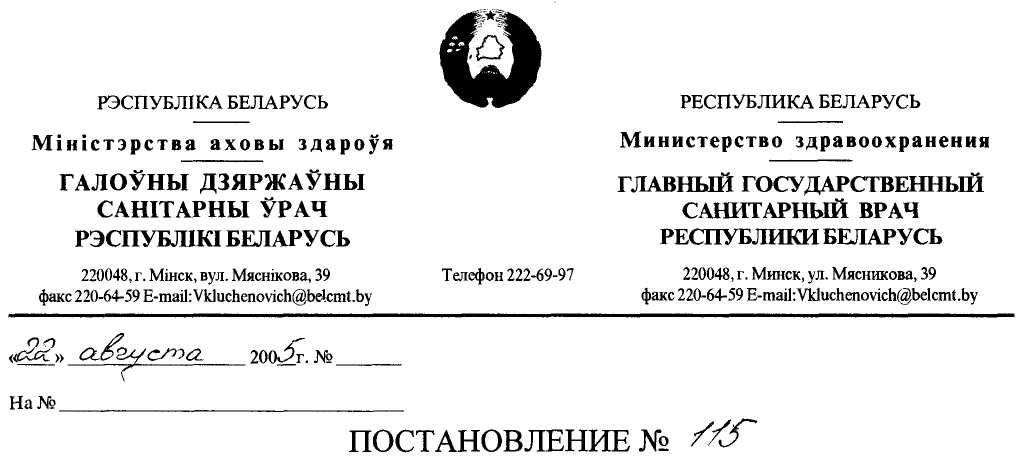 РЭСПУБЛІКА БЕЛАРУСЬ
Міністэрства аховы здароўя
ГАЛОЎНЫ ДЗЯРЖАЎНЫ
САНІТАРНЫ ЎРАЧ
РЭСПУБЛІКІ БЕЛАРУСЬ
220048, г. Мінск, вул. Мяснікова, 39
факс 220-64-59 E-mail:Vkluchenovich@belcmt.by
Телефон 222-69-97
РЕСПУБЛИКА БЕЛАРУСЬ
Министерство здравоохранения
ГЛАВНЫЙ ГОСУДАРСТВЕННЫЙ
САНИТАРНЫЙ ВРАЧ
РЕСПУБЛИКИ БЕЛАРУСЬ
220048, г. Минск, ул. Мясникова, 39
факс 220-64-59 E-mail:Vkluchenovich@belcmt.by
«22» августа 2005 г. №
На №
ПОСТАНОВЛЕНИЕ № 115